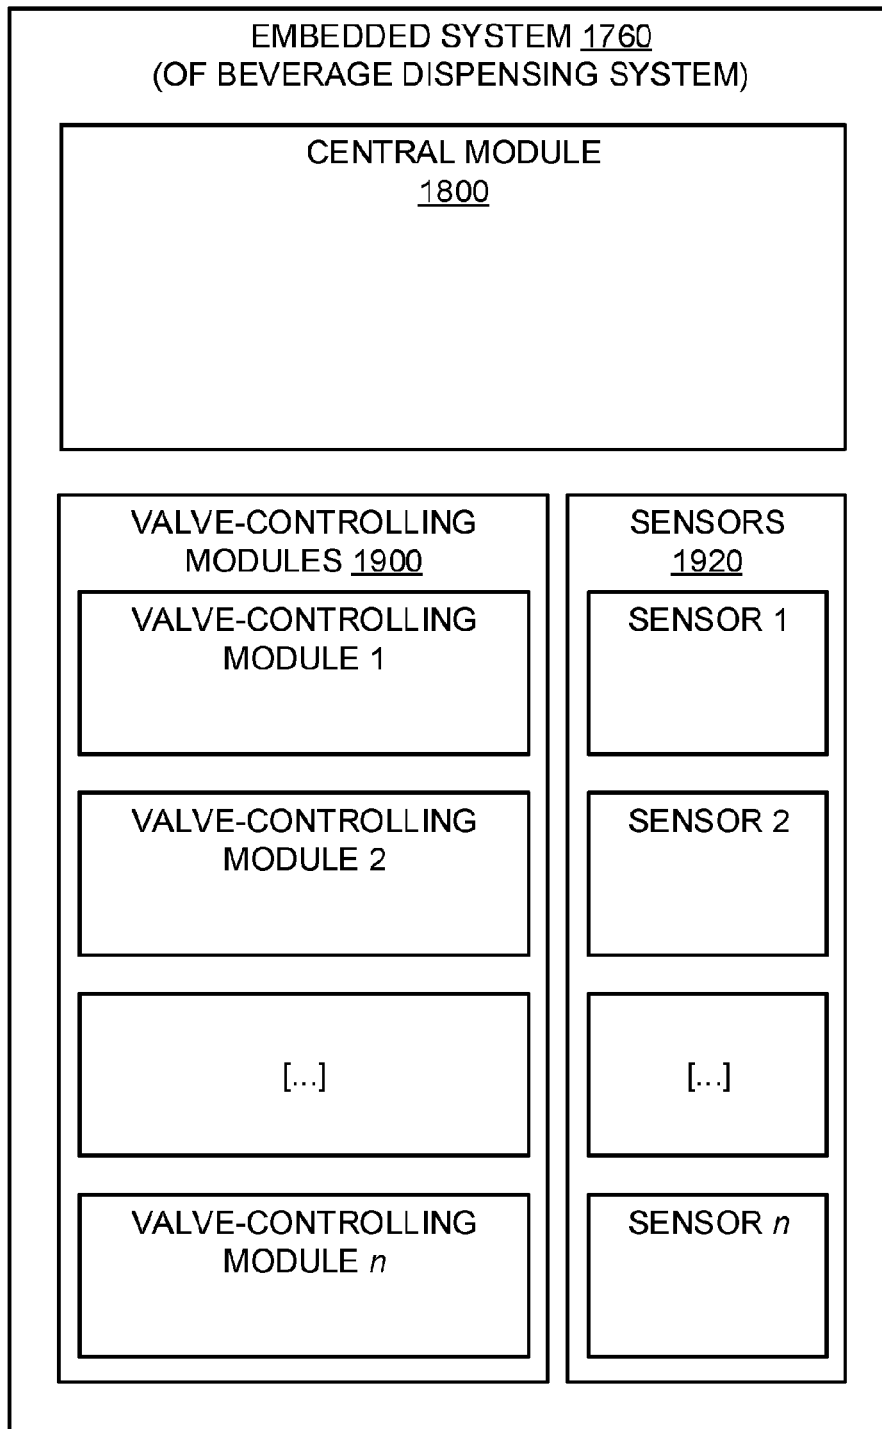 EMBEDDED SYSTEM 1760
(OF BEVERAGE DISPENSING SYSTEM)
CENTRAL MODULE
1800
VALVE-CONTROLLING
MODULES 1900
VALVE-CONTROLLING
MODULE 1
VALVE-CONTROLLING
MODULE 2
[...]
VALVE-CONTROLLING
MODULE n
SENSORS
1920
SENSOR 1
SENSOR 2
[...]
SENSOR n